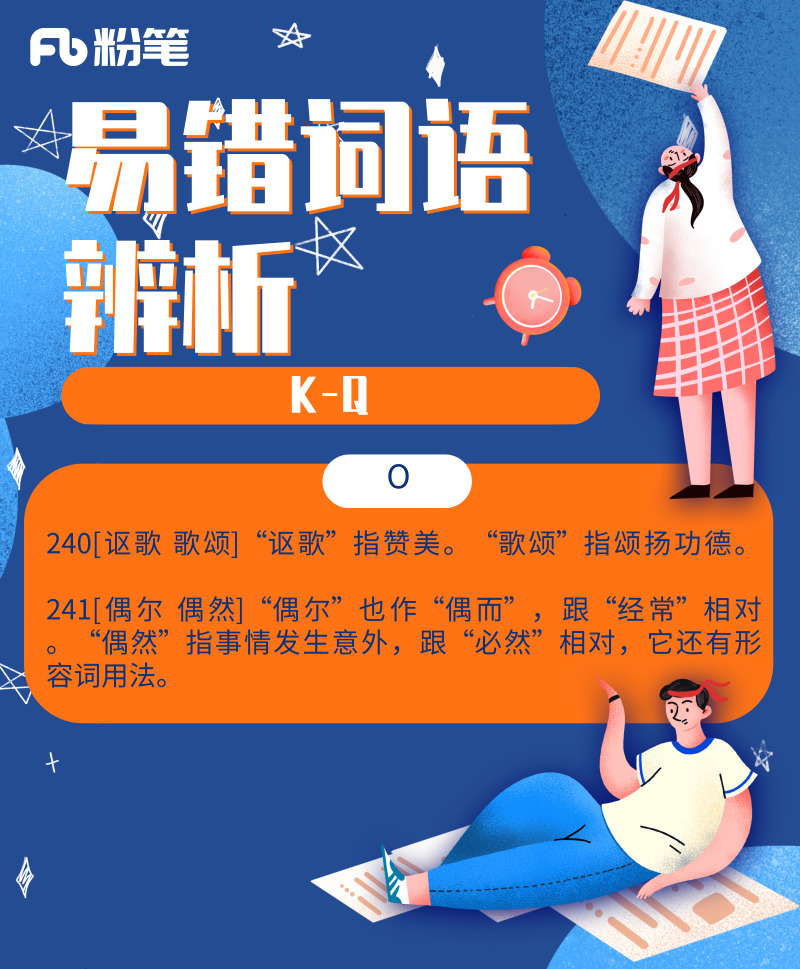 Fb粉笔
易错词语
辨析
K-Q
O
240[讴歌 歌颂]“讴歌”指赞美。“歌颂”指颂扬功德。
241[偶尔 偶然]“偶尔”也作“偶而”，跟“经常”相对
。“偶然”指事情发生意外，跟“必然”相对，它还有形
容词用法。